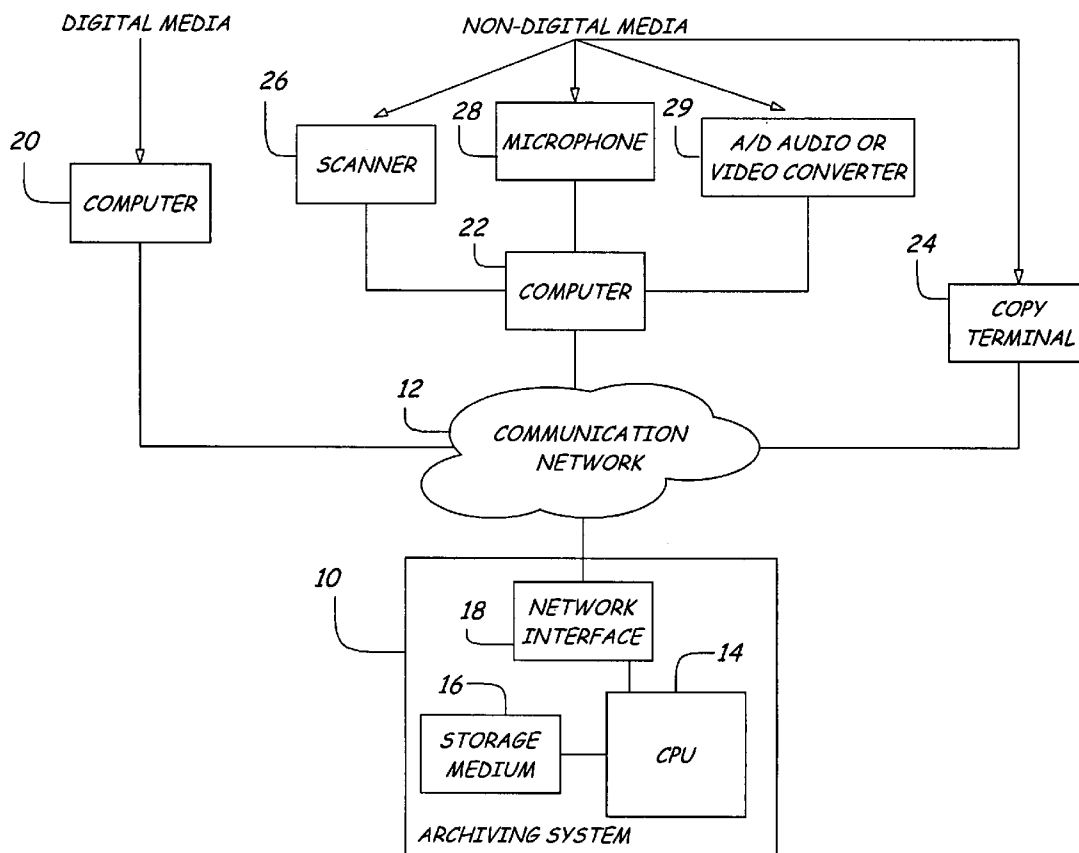 DIGITAL MEDIA
NON-DIGITAL MEDIA
26
28
29
20
SCANNER
MICROPHONE
A/D AUDIO OR
VIDEO CONVERTER
COMPUTER
22
24
COMPUTER
COPY
TERMINAL
12
COMMUNICATION
NETWORK
10
18
NETWORK
INTERFACE
14
16
STORAGE
MEDIUM
CPU
ARCHIVING SYSTEM